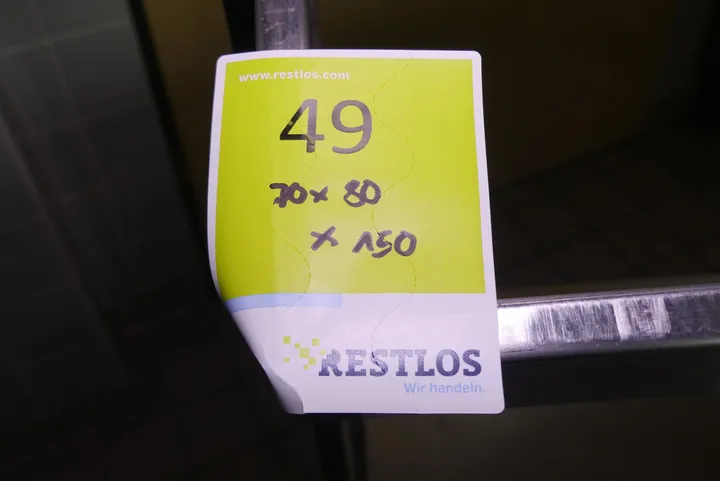 www.restlos.com
49
70x 80
x 150
RESTLOS
Wir handeln.